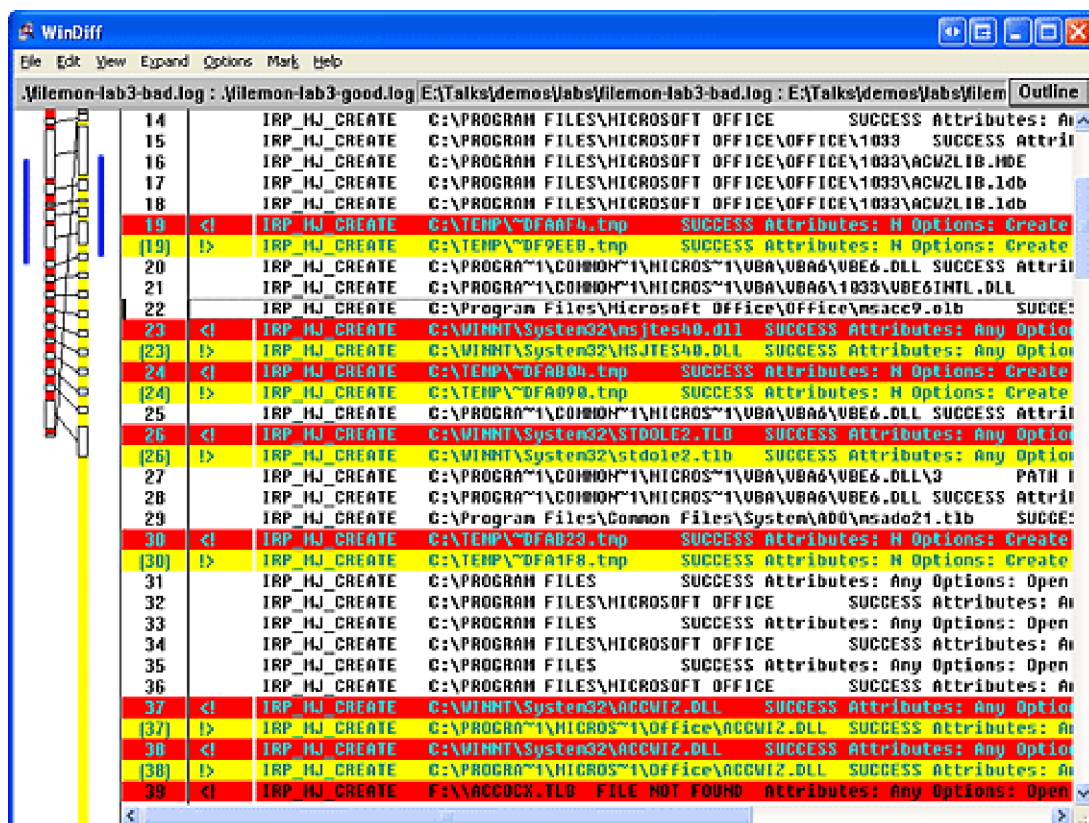 WinDiff
File Edit View Expand Options Mark Help
.\filemon-lab3-bad.log : .\filemon-lab3-good.log E:\Talks\demos\labs\filemon-lab3-bad.log : E:\Talks\demos\labs\filem Outline
14 IRP_MJ_CREATE C:\PROGRAM FILES\MICROSOFT OFFICE SUCCESS Attributes: An
15 IRP_MJ_CREATE C:\PROGRAM FILES\MICROSOFT OFFICE\OFFICE\1033 SUCCESS Attri
16 IRP_MJ_CREATE C:\PROGRAM FILES\MICROSOFT OFFICE\OFFICE\1033\ACWZLIB.MDE
17 IRP_MJ_CREATE C:\PROGRAM FILES\MICROSOFT OFFICE\OFFICE\1033\ACWZLIB.ldb
18 IRP_MJ_CREATE C:\PROGRAM FILES\MICROSOFT OFFICE\OFFICE\1033\ACWZLIB.ldb
19 <! IRP_MJ_CREATE C:\TEMP\~DFAAF4.tmp SUCCESS Attributes: N Options: Create
(19) !> IRP_MJ_CREATE C:\TEMP\~DF9EEB.tmp SUCCESS Attributes: N Options: Create
20 IRP_MJ_CREATE C:\PROGRA~1\COMMON~1\MICROS~1\VBA\VBA6\VBE6.DLL SUCCESS Attri
21 IRP_MJ_CREATE C:\PROGRA~1\COMMON~1\MICROS~1\VBA\VBA6\1033\VBE6INTL.DLL
22 IRP_MJ_CREATE C:\Program Files\Microsoft Office\Office\msacc9.olb SUCCES
23 <! IRP_MJ_CREATE C:\WINNT\System32\msjtes40.dll SUCCESS Attributes: Any Optio
(23) !> IRP_MJ_CREATE C:\WINNT\System32\MSJTES40.DLL SUCCESS Attributes: Any Optio
24 <! IRP_MJ_CREATE C:\TEMP\~DFAB04.tmp SUCCESS Attributes: N Options: Create
(24) !> IRP_MJ_CREATE C:\TEMP\~DFA090.tmp SUCCESS Attributes: N Options: Create
25 IRP_MJ_CREATE C:\PROGRA~1\COMMON~1\MICROS~1\VBA\VBA6\VBE6.DLL SUCCESS Attri
26 <! IRP_MJ_CREATE C:\WINNT\System32\STDOLE2.TLB SUCCESS Attributes: Any Optio
(26) !> IRP_MJ_CREATE C:\WINNT\System32\stdole2.tlb SUCCESS Attributes: Any Optio
27 IRP_MJ_CREATE C:\PROGRA~1\COMMON~1\MICROS~1\VBA\VBA6\VBE6.DLL\3 PATH
28 IRP_MJ_CREATE C:\PROGRA~1\COMMON~1\MICROS~1\VBA\VBA6\VBE6.DLL SUCCESS Attri
29 IRP_MJ_CREATE C:\Program Files\Common Files\System\ADO\msado21.tlb SUCCES
30 <! IRP_MJ_CREATE C:\TEMP\~DFAB23.tmp SUCCESS Attributes: N Options: Create
(30) !> IRP_MJ_CREATE C:\TEMP\~DFA1F8.tmp SUCCESS Attributes: N Options: Create
31 IRP_MJ_CREATE C:\PROGRAM FILES SUCCESS Attributes: Any Options: Open
32 IRP_MJ_CREATE C:\PROGRAM FILES\MICROSOFT OFFICE SUCCESS Attributes: An
33 IRP_MJ_CREATE C:\PROGRAM FILES SUCCESS Attributes: Any Options: Open
34 IRP_MJ_CREATE C:\PROGRAM FILES\MICROSOFT OFFICE SUCCESS Attributes: An
35 IRP_MJ_CREATE C:\PROGRAM FILES SUCCESS Attributes: Any Options: Open
36 IRP_MJ_CREATE C:\PROGRAM FILES\MICROSOFT OFFICE SUCCESS Attributes: An
37 <! IRP_MJ_CREATE C:\WINNT\System32\ACCWIZ.DLL SUCCESS Attributes: Any Optio
(37) !> IRP_MJ_CREATE C:\PROGRA~1\MICROS~1\Office\ACCWIZ.DLL SUCCESS Attributes: An
38 <! IRP_MJ_CREATE C:\WINNT\System32\ACCWIZ.DLL SUCCESS Attributes: Any Optio
(38) !> IRP_MJ_CREATE C:\PROGRA~1\MICROS~1\Office\ACCWIZ.DLL SUCCESS Attributes: An
39 <! IRP_MJ_CREATE F:\\ACCOCX.TLB FILE NOT FOUND Attributes: Any Options: Open